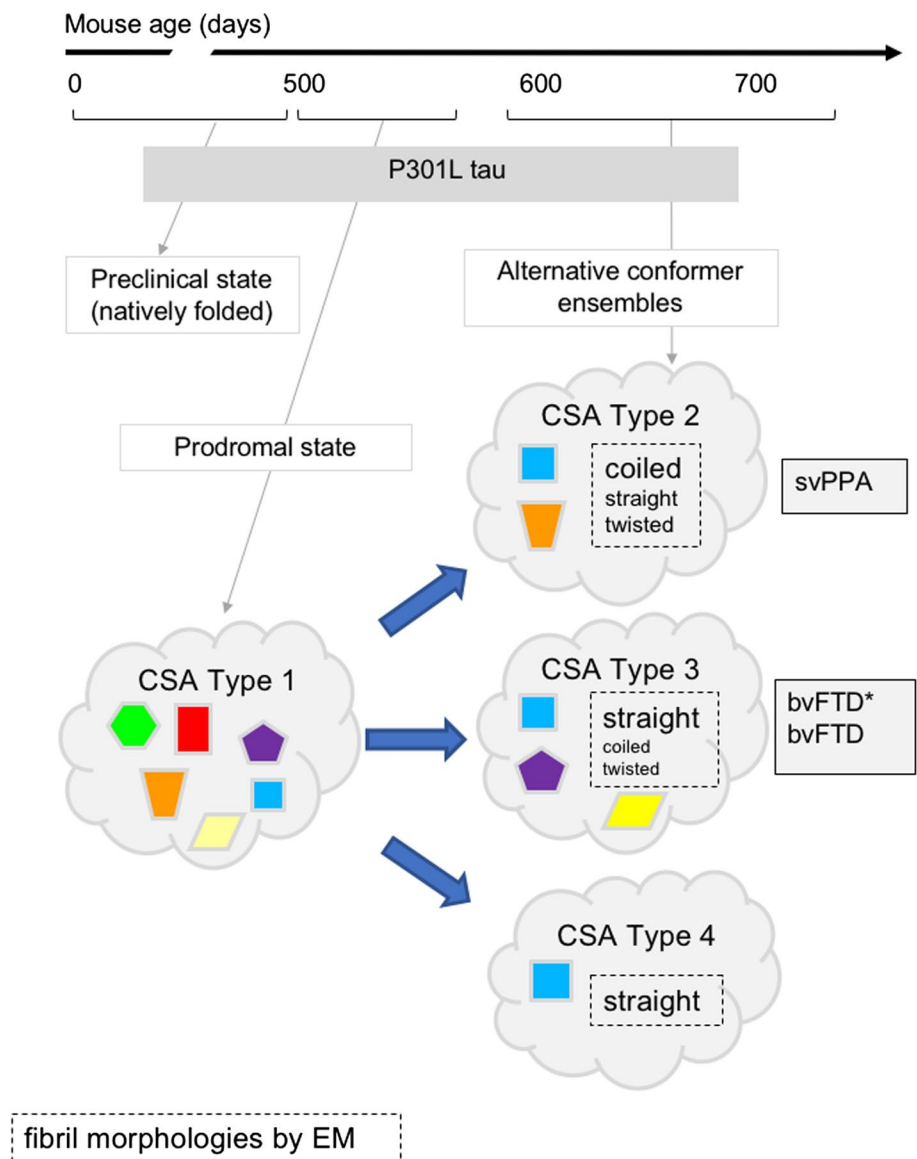 Mouse age (days)
0 500 600 700
P301L tau
Preclinical state
(natively folded)
Alternative conformer
ensembles
Prodromal state
CSA Type 2
coiled
straight
twisted
svPPA
CSA Type 1
CSA Type 3
straight
coiled
twisted
bvFTD*
bvFTD
CSA Type 4
straight
fibril morphologies by EM